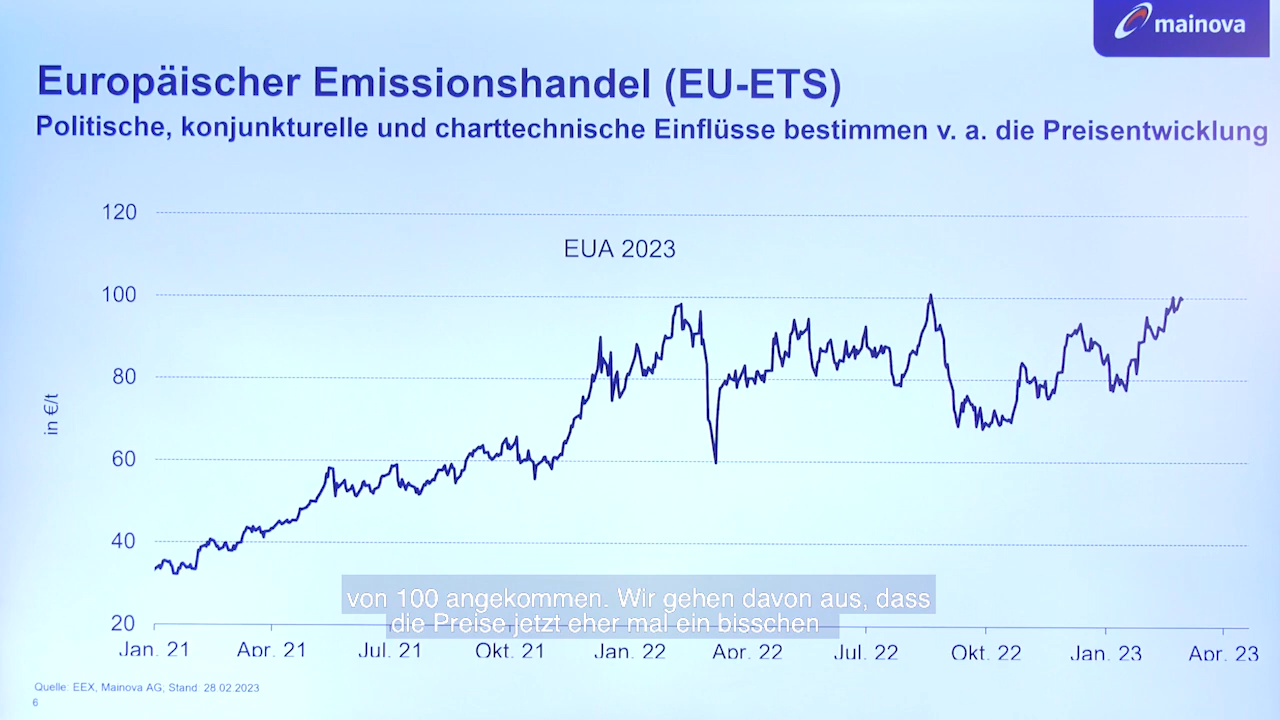 mainova
Europäischer Emissionshandel (EU-ETS)
Politische, konjunkturelle und charttechnische Einflüsse bestimmen v. a. die Preisentwicklung
120
EUA 2023
100
80
in €/t
60
40
von 100 angekommen. Wir gehen davon aus, dass
die Preise jetzt eher mal ein bisschen
20
Jan. 21 Apr. 21 Jul. 21 Okt. 21 Jan. 22 Apr. 22 Jul. 22 Okt. 22 Jan. 23 Apr. 23
Quelle: EEX, Mainova AG; Stand: 28.02.2023
6